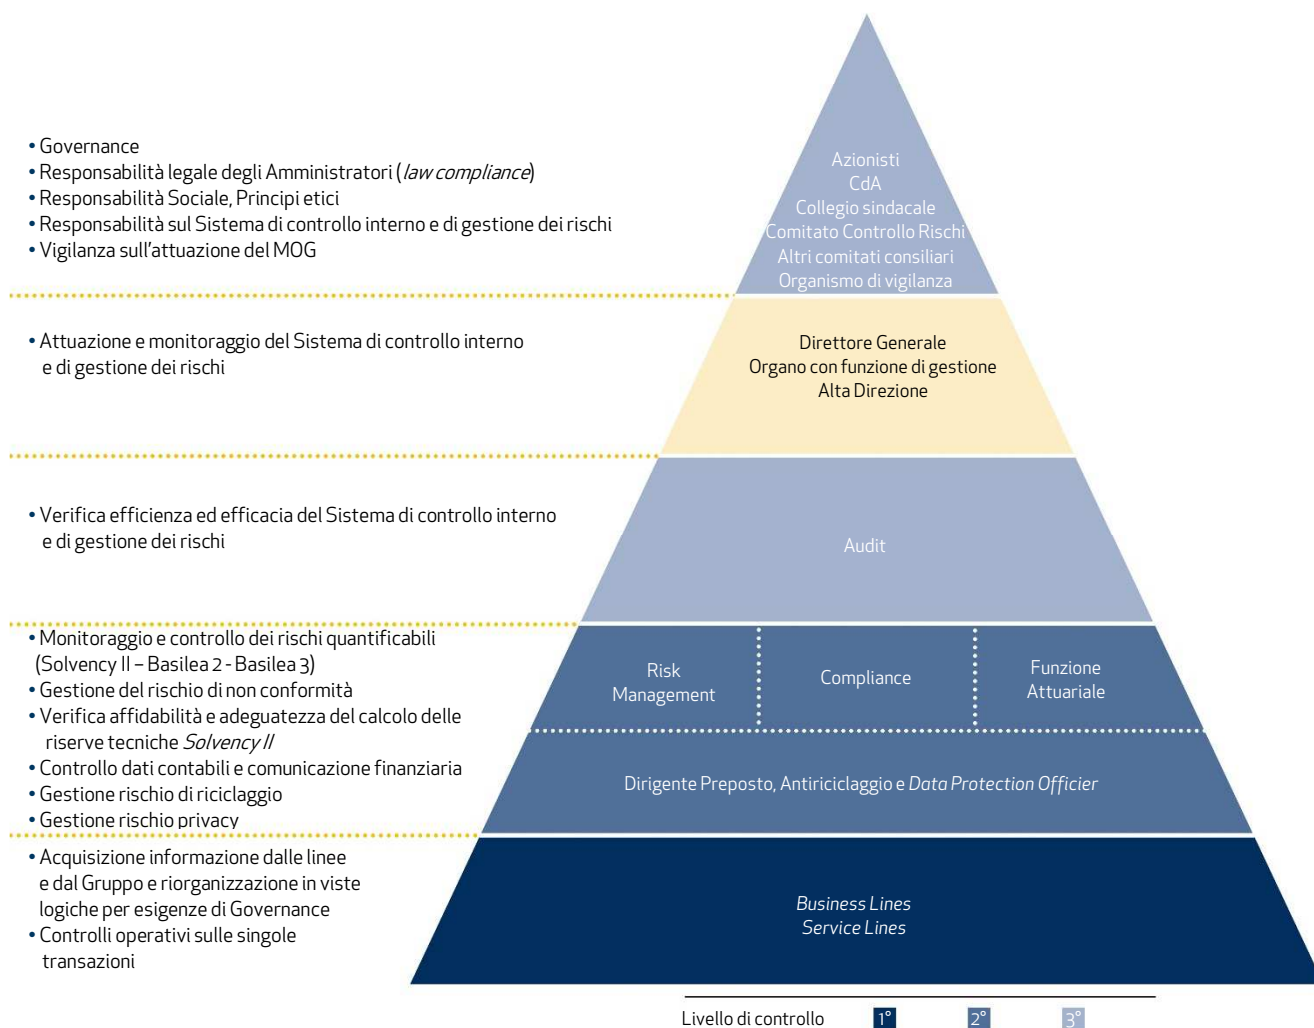 • Governance
• Responsabilità legale degli Amministratori (law compliance)
• Responsabilità Sociale, Principi etici
• Responsabilità sul Sistema di controllo interno e di gestione dei rischi
• Vigilanza sull'attuazione del MOG
Azionisti
CdA
Collegio sindacale
Comitato Controllo Rischi
Altri comitati consiliari
Organismo di vigilanza
• Attuazione e monitoraggio del Sistema di controllo interno
e di gestione dei rischi
Direttore Generale
Organo con funzione di gestione
Alta Direzione
• Verifica efficienza ed efficacia del Sistema di controllo interno
e di gestione dei rischi
Audit
• Monitoraggio e controllo dei rischi quantificabili
(Solvency II – Basilea 2 - Basilea 3)
• Gestione del rischio di non conformità
• Verifica affidabilità e adeguatezza del calcolo delle
riserve tecniche Solvency II
• Controllo dati contabili e comunicazione finanziaria
• Gestione rischio di riciclaggio
• Gestione rischio privacy
Risk
Management
Compliance
Funzione
Attuariale
Dirigente Preposto, Antiriciclaggio e Data Protection Officier
• Acquisizione informazione dalle linee
e dal Gruppo e riorganizzazione in viste
logiche per esigenze di Governance
• Controlli operativi sulle singole
transazioni
Business Lines
Service Lines
Livello di controllo 1° 2° 3°